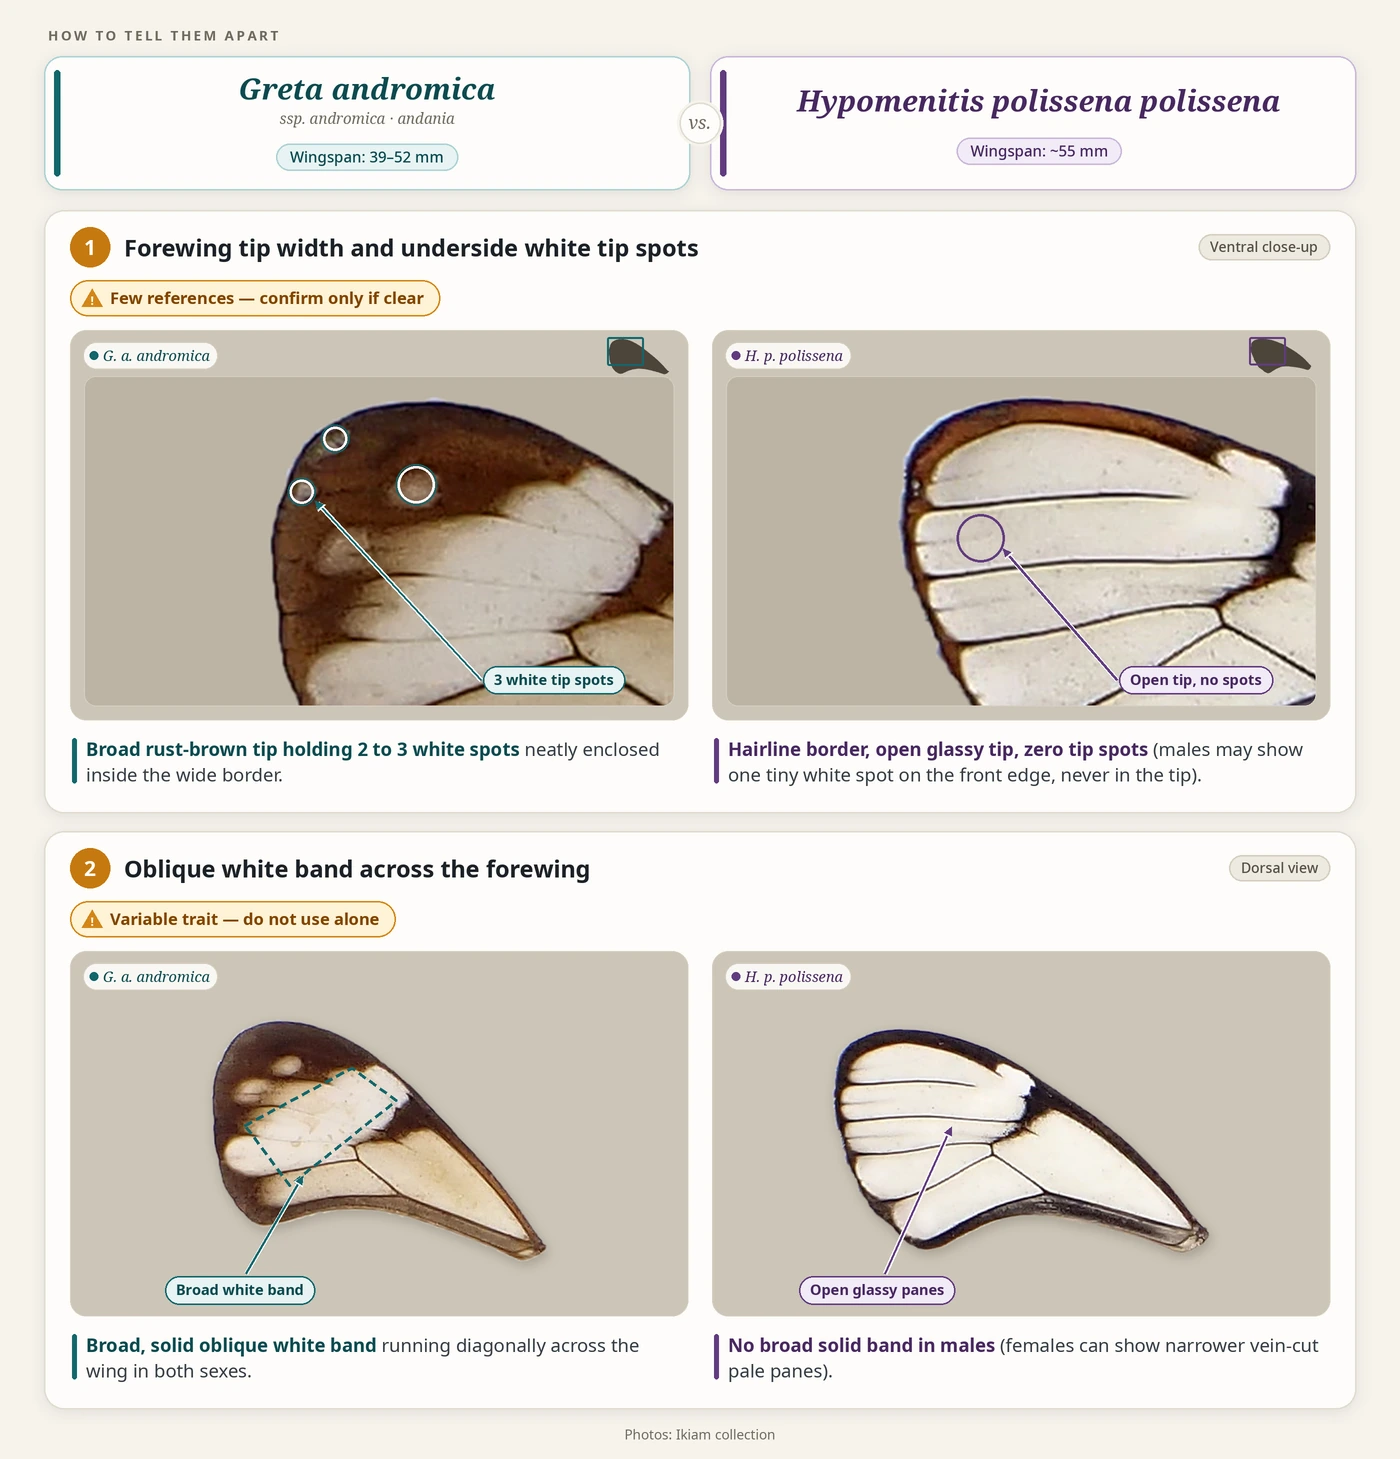 HOW TO TELL THEM APART
Greta andromica
ssp. andromica · andania
Wingspan: 39–52 mm
vs.
Hypomenitis polissena polissena
Wingspan: ~55 mm
1
Forewing tip width and underside white tip spots
Ventral close-up
Few references — confirm only if clear
G. a. andromica
3 white tip spots
H. p. polissena
Open tip, no spots
Broad rust-brown tip holding 2 to 3 white spots neatly enclosed
inside the wide border.
Hairline border, open glassy tip, zero tip spots (males may show
one tiny white spot on the front edge, never in the tip).
2
Oblique white band across the forewing
Dorsal view
Variable trait — do not use alone
G. a. andromica
Broad white band
H. p. polissena
Open glassy panes
Broad, solid oblique white band running diagonally across the
wing in both sexes.
No broad solid band in males (females can show narrower vein-cut
pale panes).
Photos: Ikiam collection